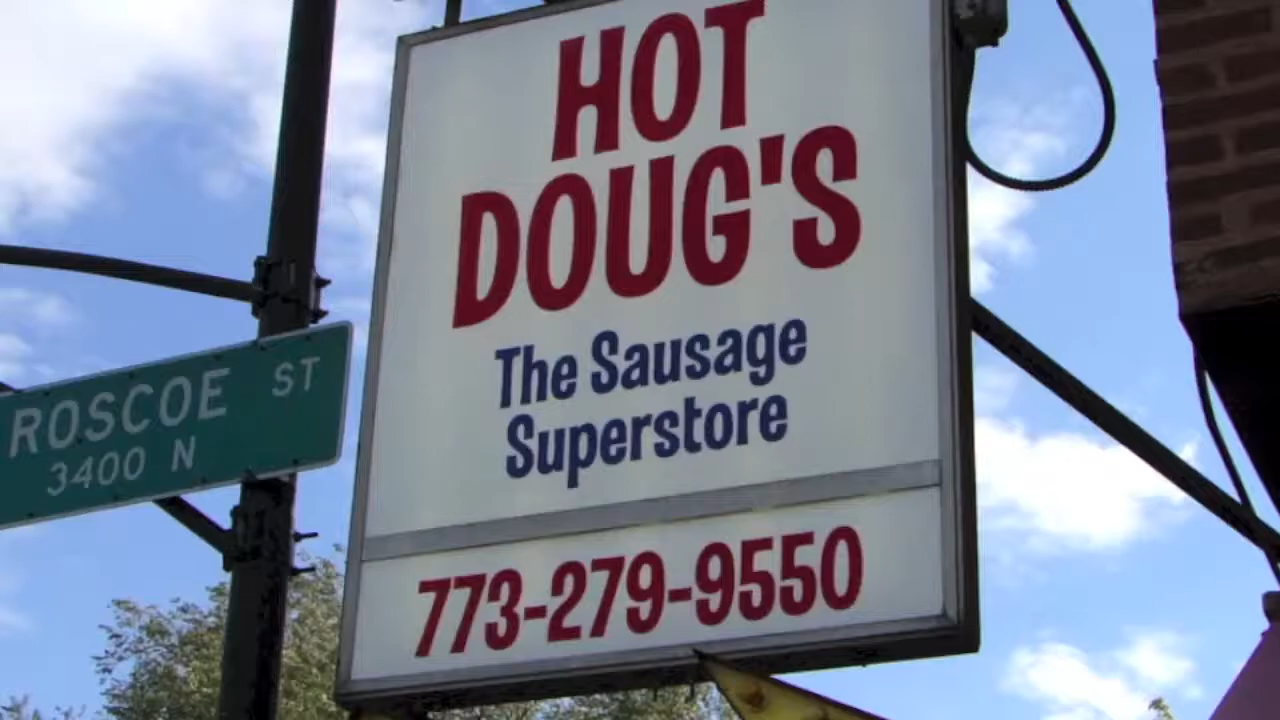 HOT
DOUG'S
The Sausage
Superstore
773-279-9550
ROSCOE ST
3400 N